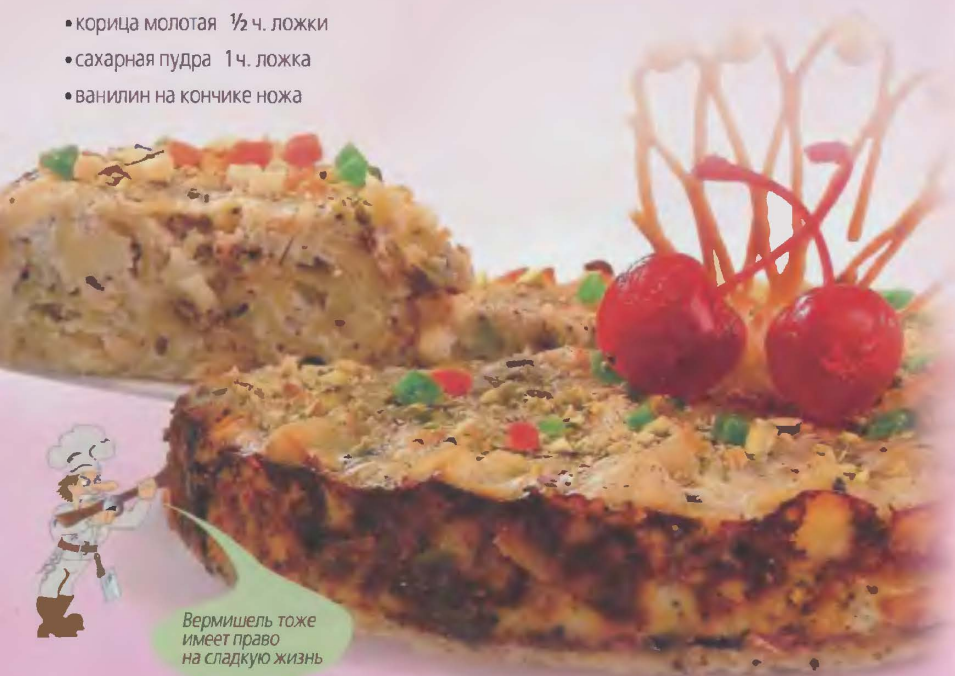 •корица молотая ½ ч. ложки
•сахарная пудра 1 ч. ложка
•ванилин на кончике ножа
Вермишель тоже
имеет право
на сладкую жизнь